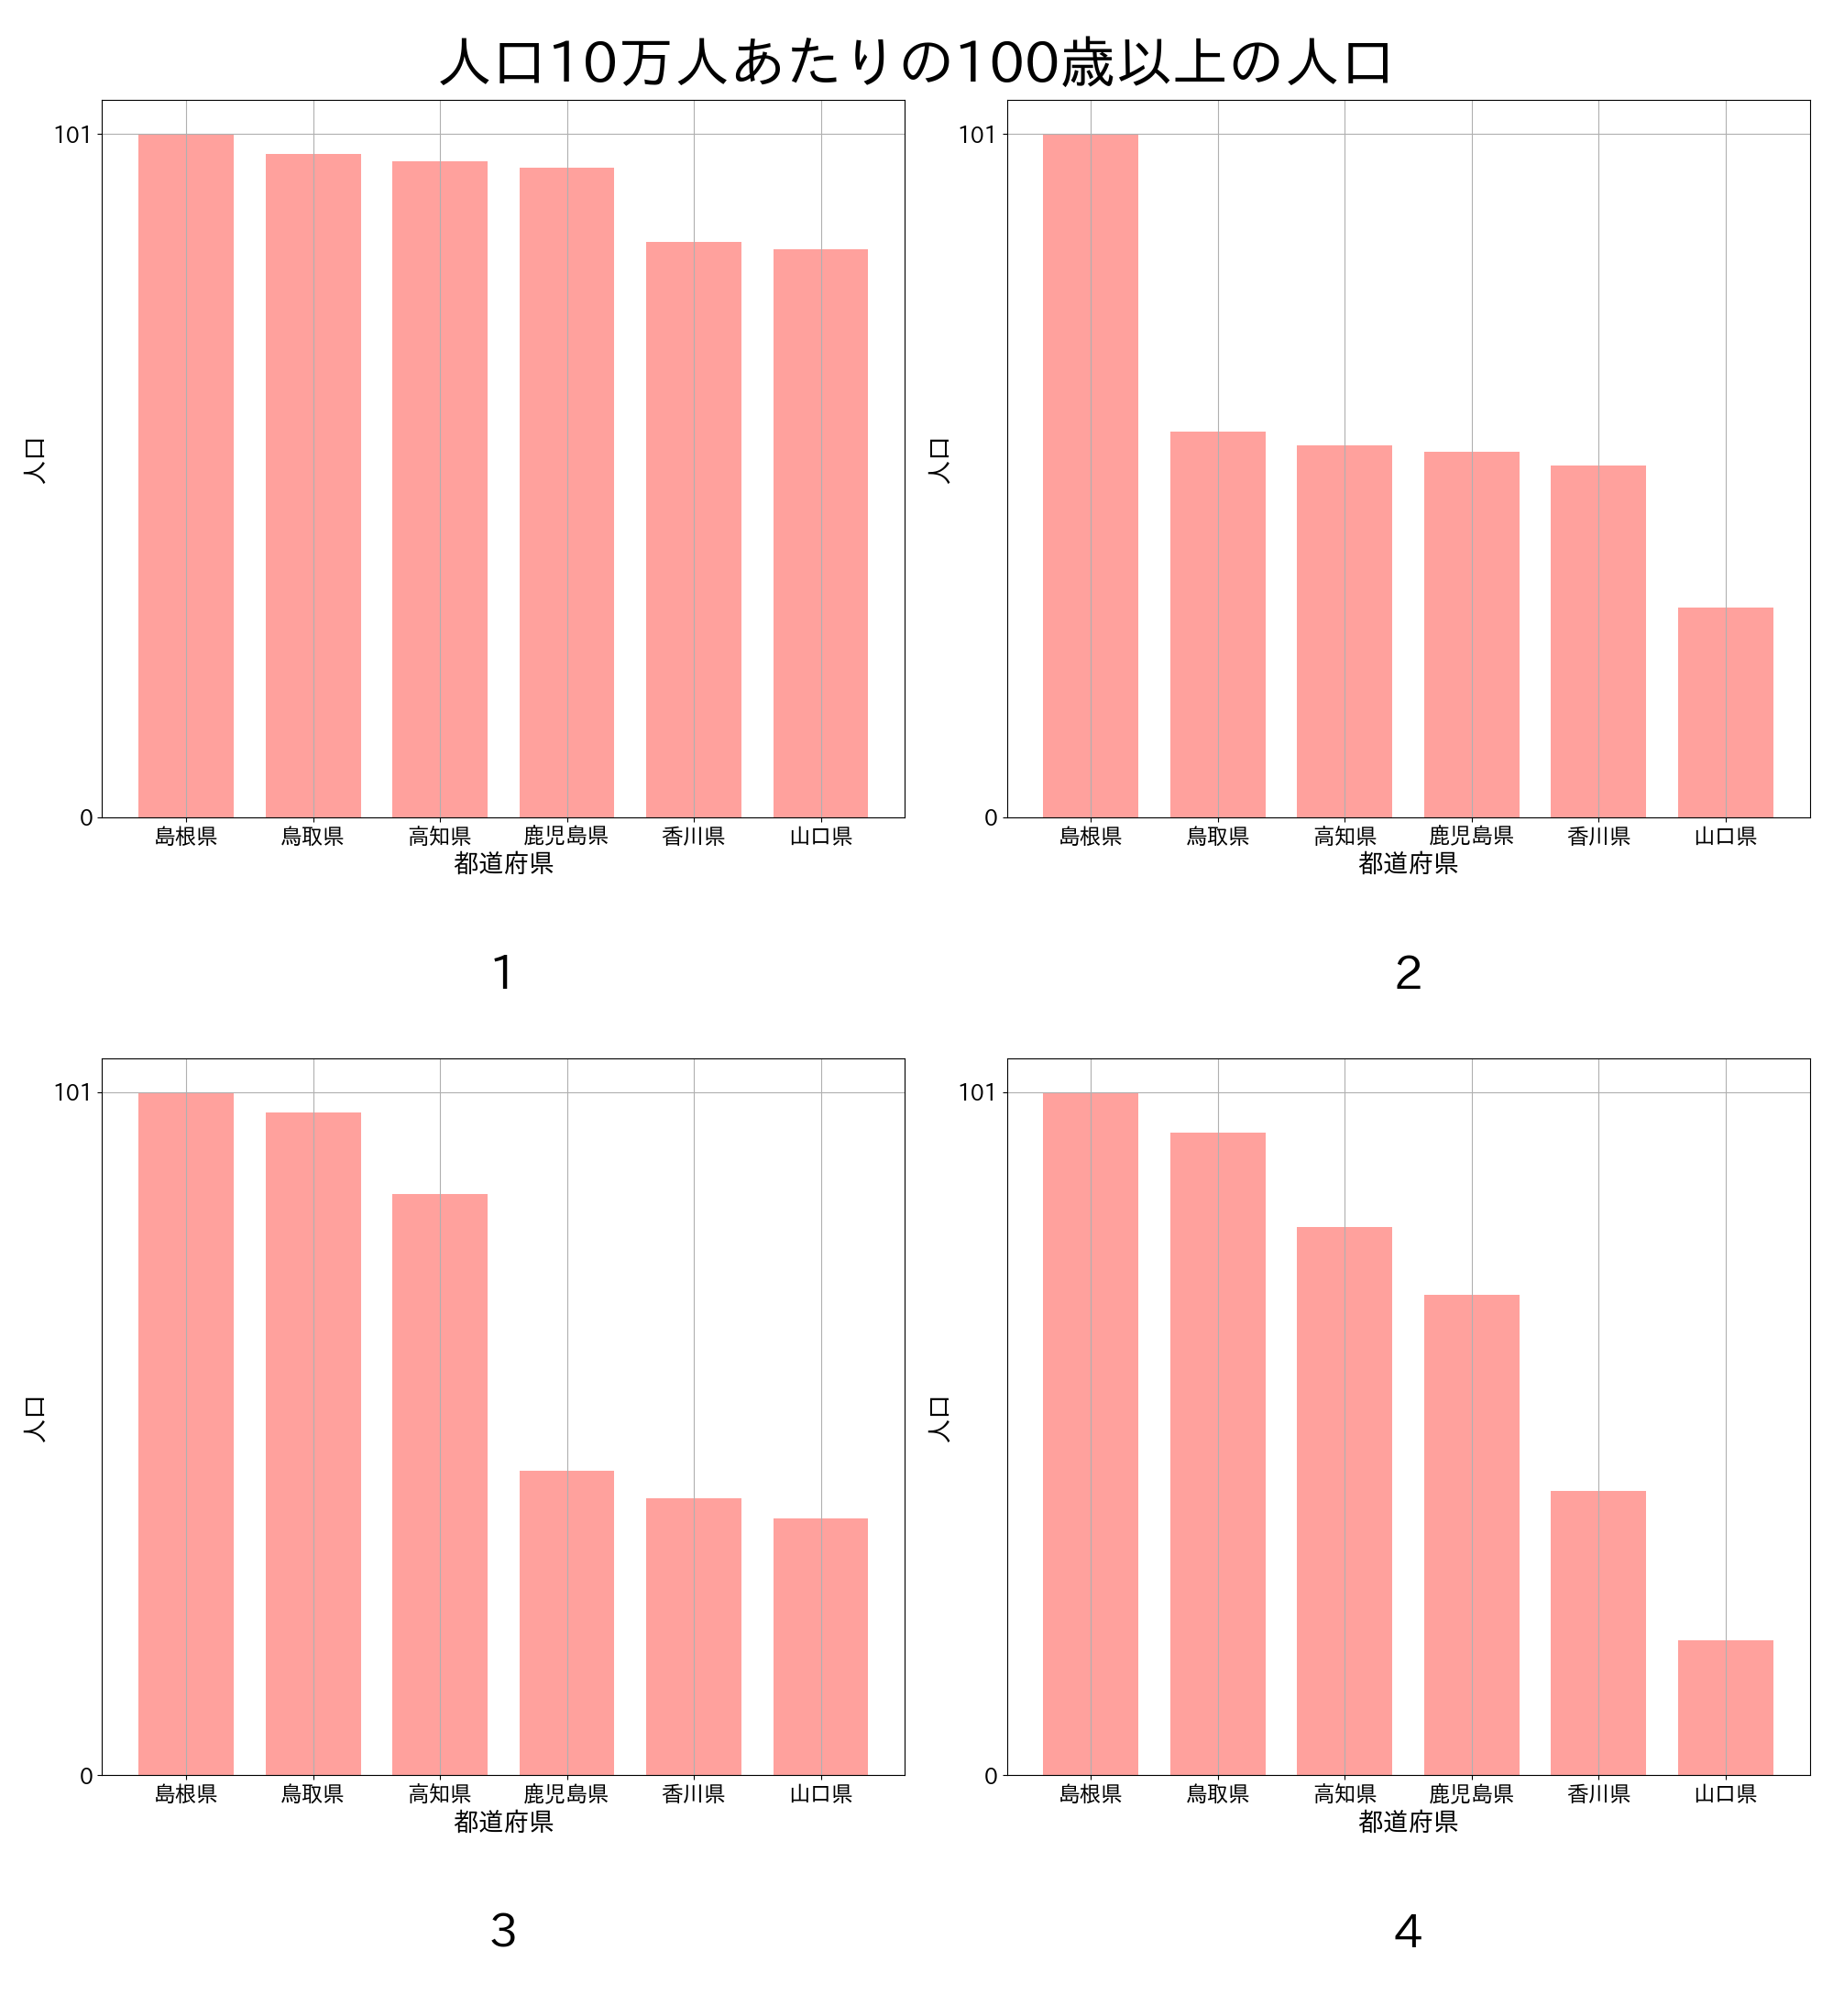 人口10万人あたりの100歳以上の人口
101
人口
0
島根県 鳥取県 高知県 鹿児島県 香川県 山口県
都道府県
1
101
人口
0
島根県 鳥取県 高知県 鹿児島県 香川県 山口県
都道府県
2
101
人口
0
島根県 鳥取県 高知県 鹿児島県 香川県 山口県
都道府県
3
101
人口
0
島根県 鳥取県 高知県 鹿児島県 香川県 山口県
都道府県
4